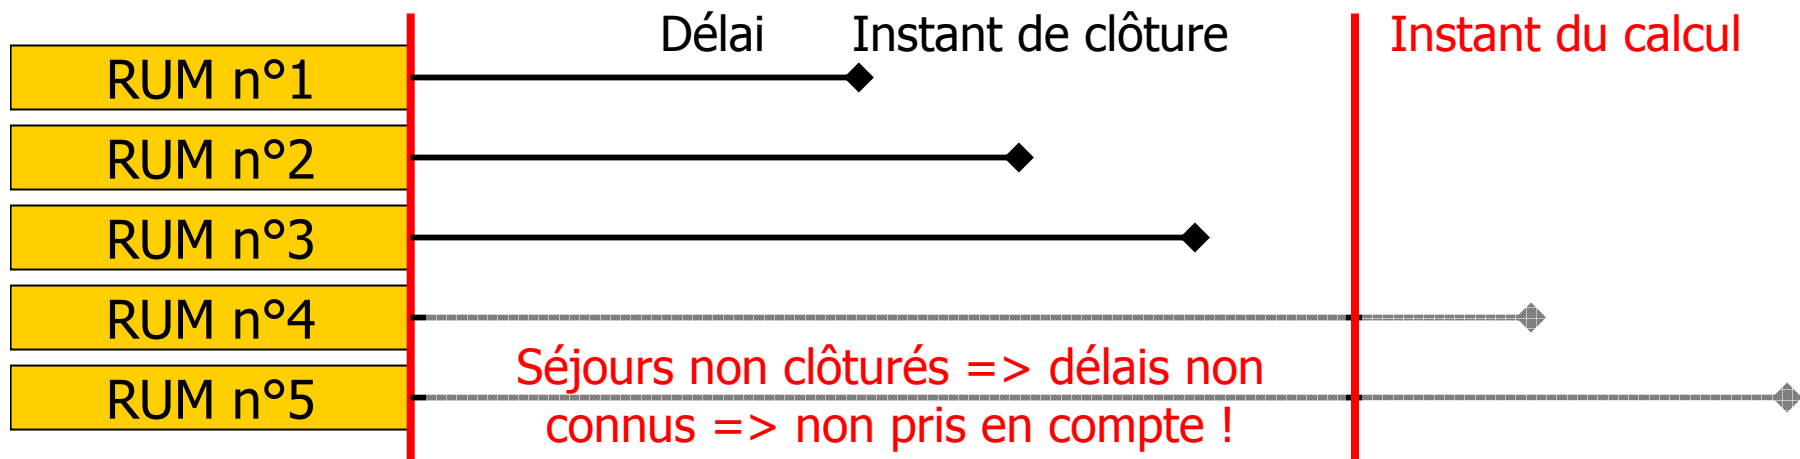 Délai Instant de clôture Instant du calcul
RUM n°1
RUM n°2
RUM n°3
RUM n°4
Séjours non clôturés => délais non
RUM n°5
connus => non pris en compte !